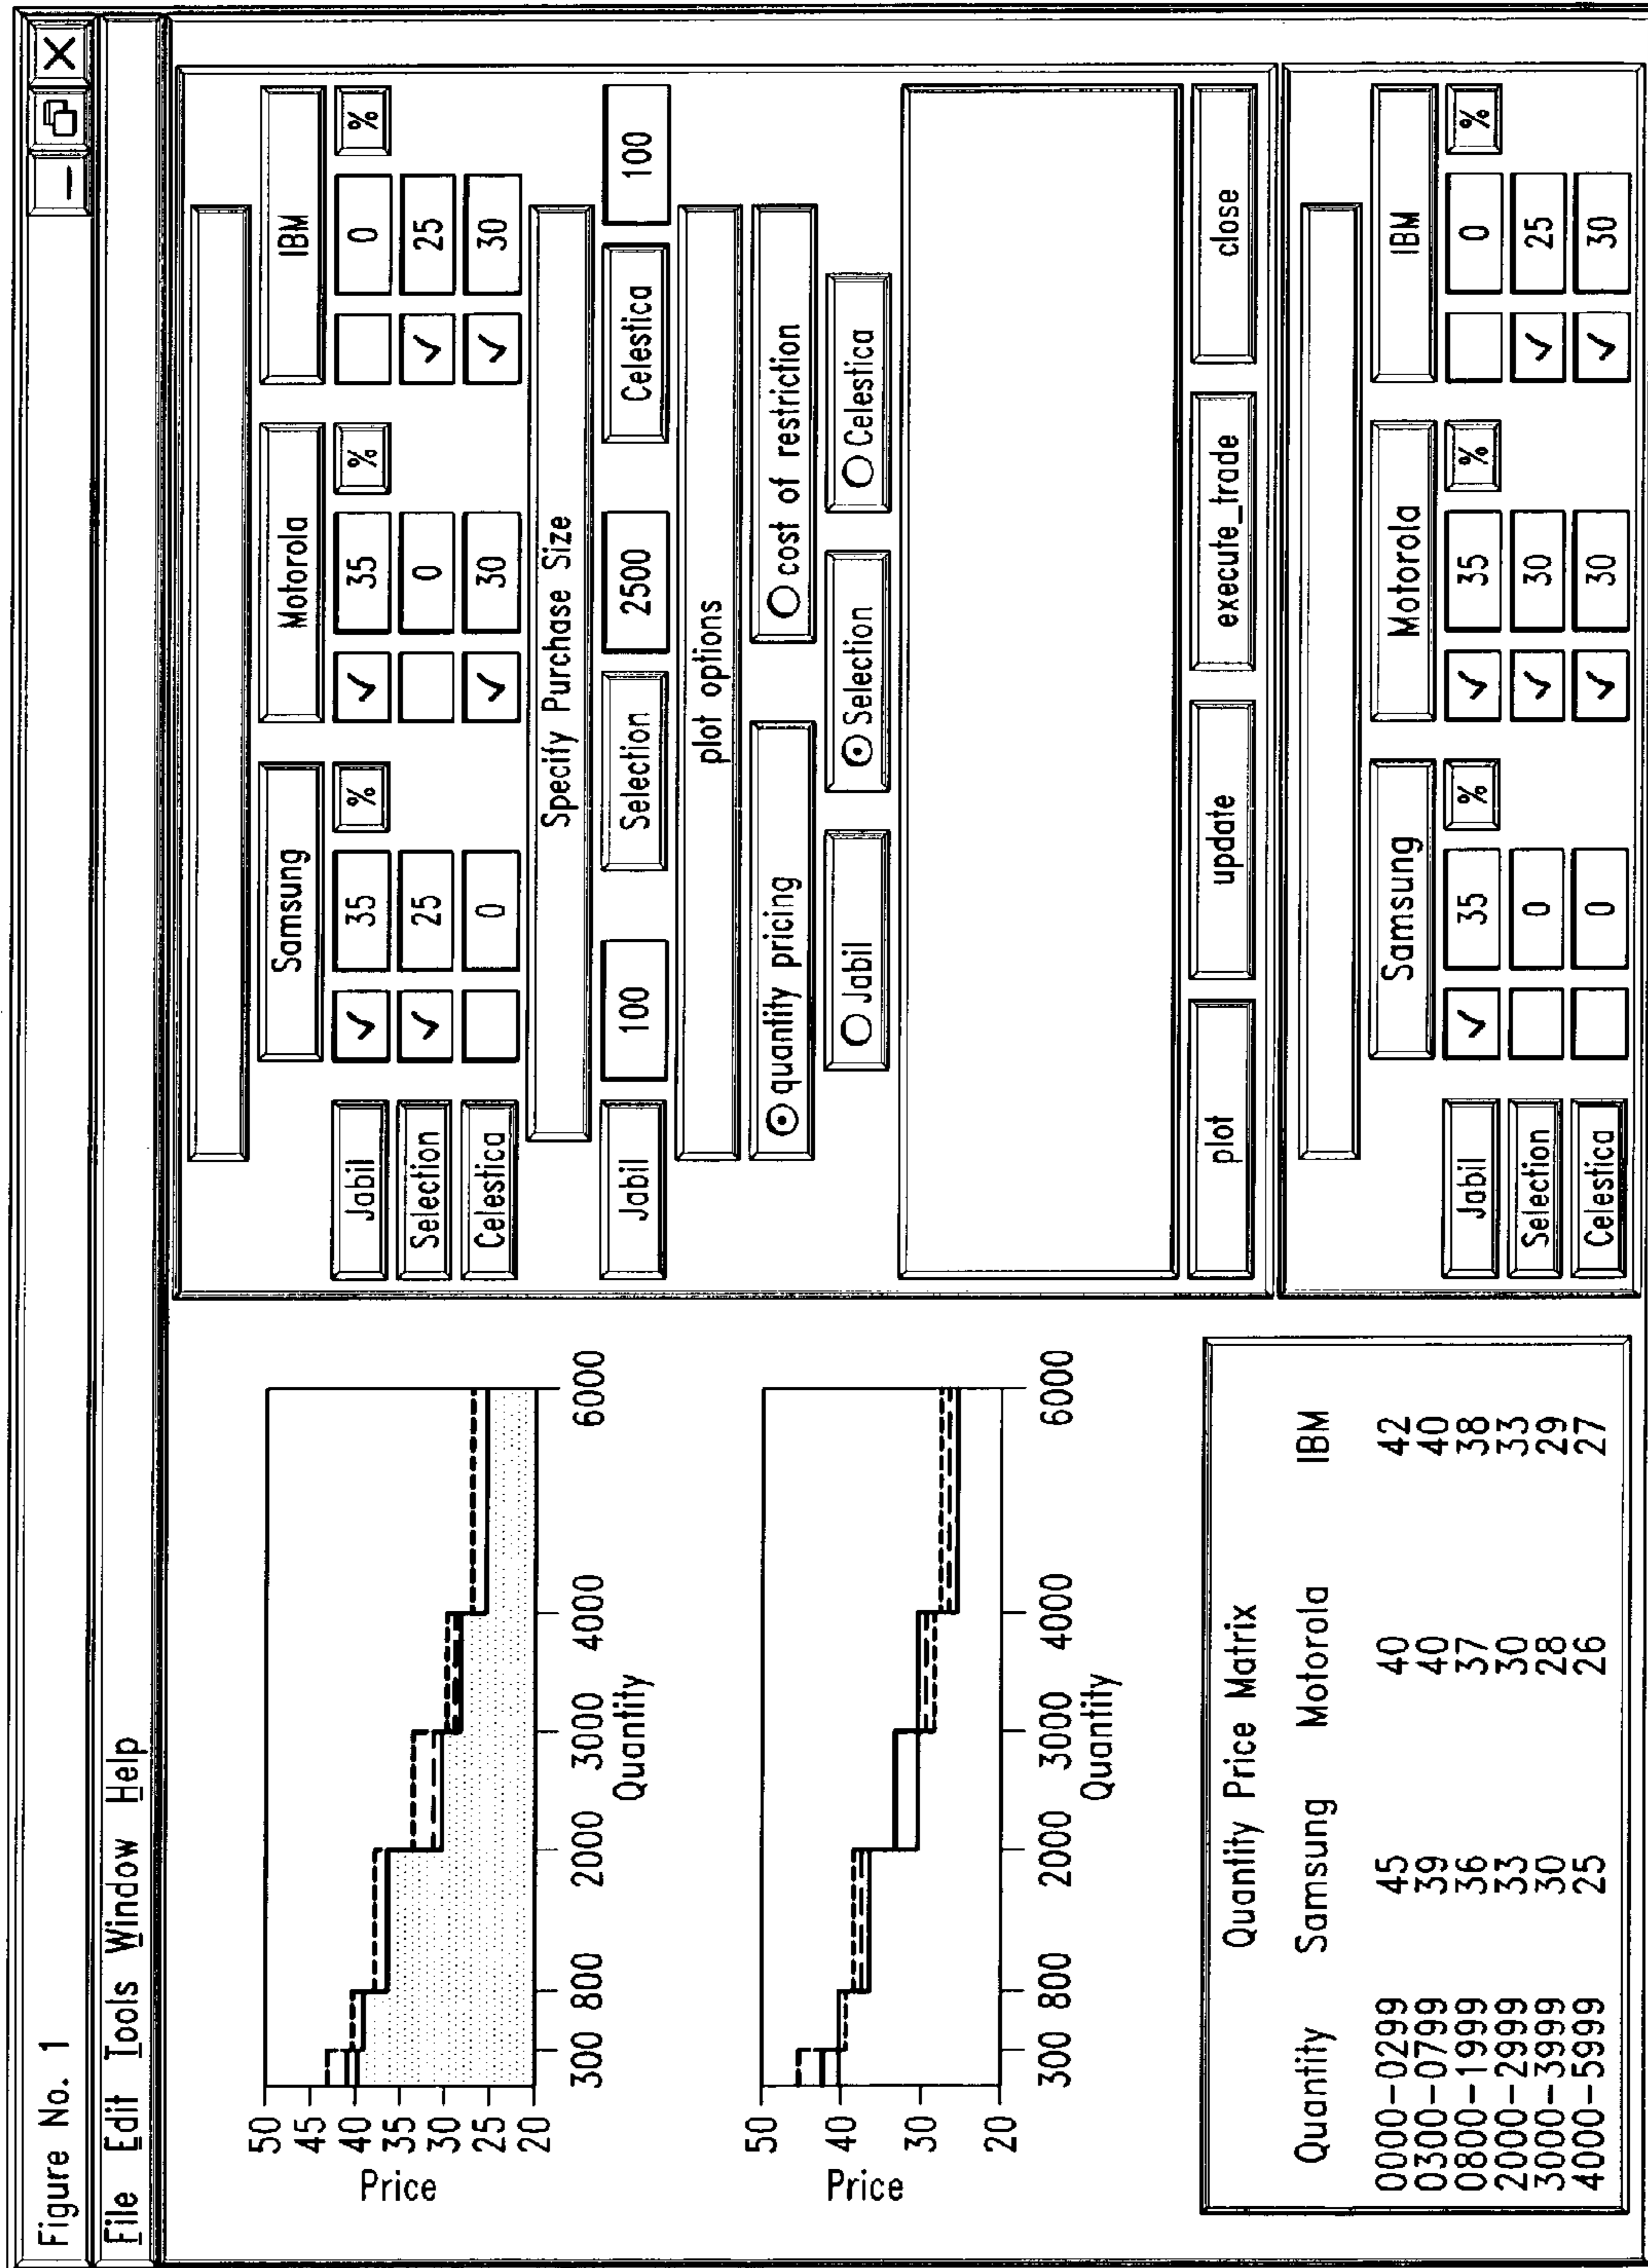 Figure No. 1
File Edit Tools Window Help
50
45
40
35
30
25
20
Price
300 800 2000 3000 4000 6000
Quantity
50
40
30
20
Price
300 800 2000 3000 4000 6000
Quantity
Quantity Price Matrix
Quantity Samsung Motorola IBM
0000-0299 45 40 42
0300-0799 39 40 40
0800-1999 36 37 38
2000-2999 33 30 33
3000-3999 30 28 29
4000-5999 25 26 27
Samsung Motorola IBM
% % %
Jabil 35 35 0
Selection 25 0 25
Celestica 0 30 30
Specify Purchase Size
Jabil 100 Selection 2500 Celestica 100
plot options
quantity pricing cost of restriction
Jabil Selection Celestica
plot update execute_trade close
Samsung Motorola IBM
% % %
Jabil 35 35 0
Selection 0 30 25
Celestica 0 30 30